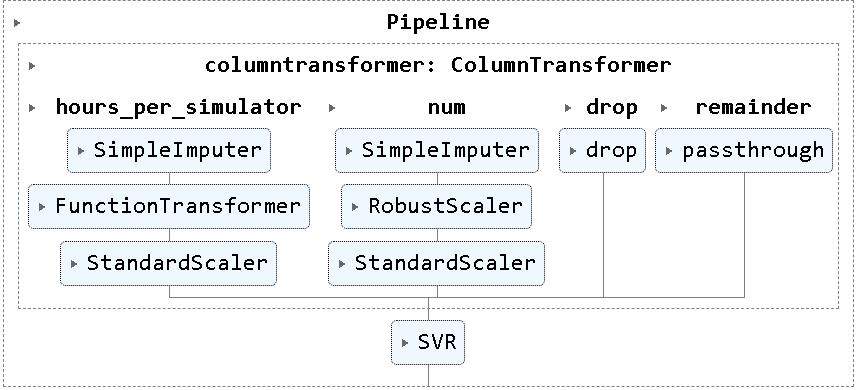 Pipeline
columntransformer: ColumnTransformer
hours_per_simulator num drop remainder
SimpleImputer SimpleImputer drop passthrough
FunctionTransformer RobustScaler
StandardScaler StandardScaler
SVR